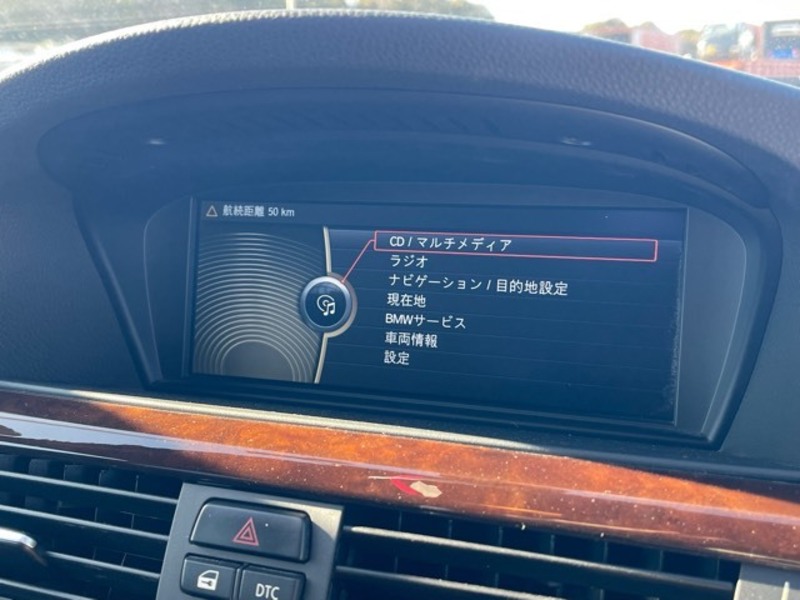 航続距離 50 km
CD / マルチメディア
ラジオ
ナビゲーション / 目的地設定
現在地
BMWサービス
車両情報
設定
DTC